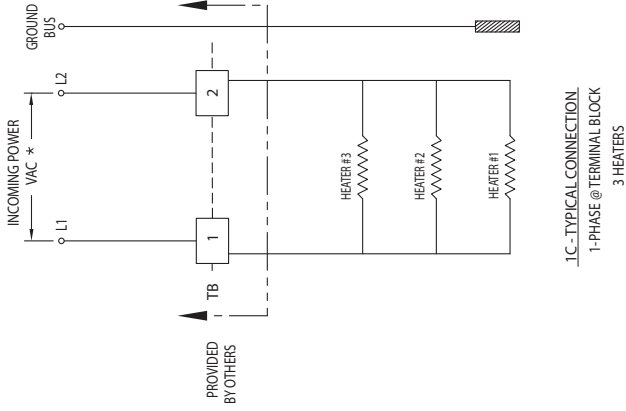 INCOMING POWER
VAC *
GROUND
BUS
L1
L2
TB
1
2
PROVIDED
BY OTHERS
HEATER #3
HEATER #2
HEATER #1
1C - TYPICAL CONNECTION
1-PHASE @ TERMINAL BLOCK
3 HEATERS